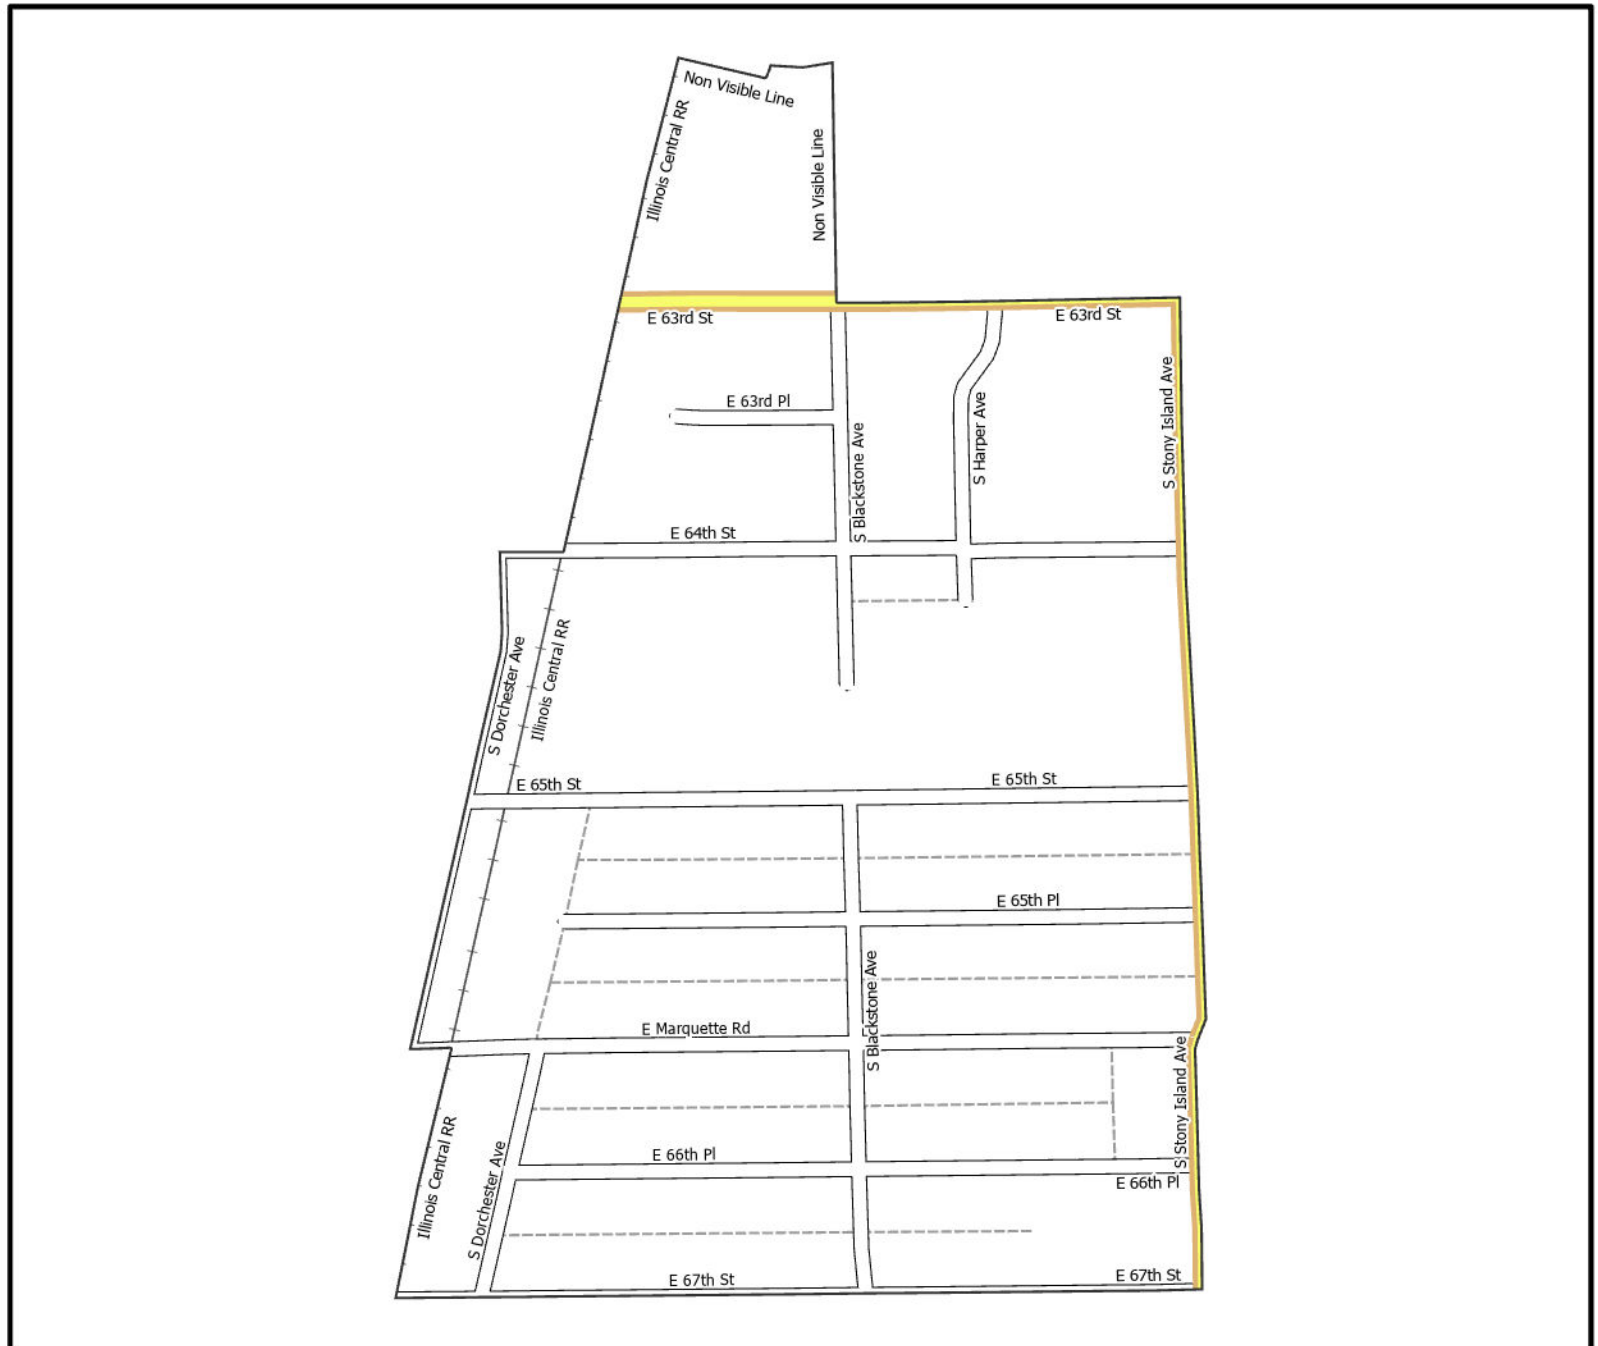 Non Visible Line
Illinois Central RR
Non Visible Line
E 63rd St
E 63rd St
S Stony Island Ave
E 63rd Pl
S Harper Ave
S Blackstone Ave
E 64th St
S Dorchester Ave
Illinois Central RR
E 65th St
E 65th St
E 65th Pl
S Blackstone Ave
E Marquette Rd
S Stony Island Ave
Illinois Central RR
S Dorchester Ave
E 66th Pl
E 66th Pl
E 67th St
E 67th St